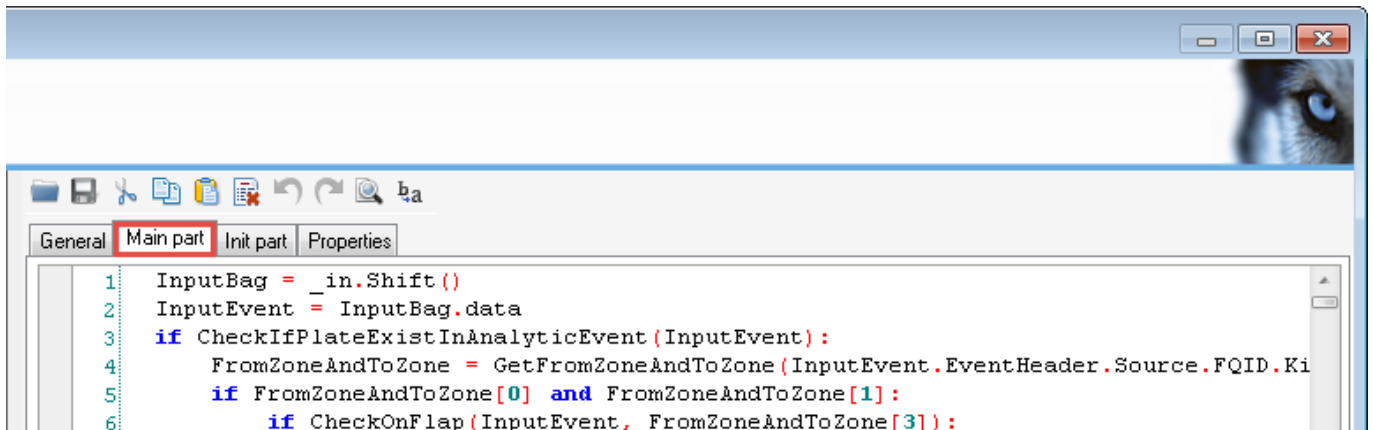 General Main part Init part Properties
1 InputBag = _in.Shift()
2 InputEvent = InputBag.data
3 if CheckIfPlateExistInAnalyticEvent(InputEvent):
4 FromZoneAndToZone = GetFromZoneAndToZone(InputEvent.EventHeader.Source.FQID.Ki
5 if FromZoneAndToZone[0] and FromZoneAndToZone[1]:
6 if CheckOnFlap(InputEvent, FromZoneAndToZone[3]):